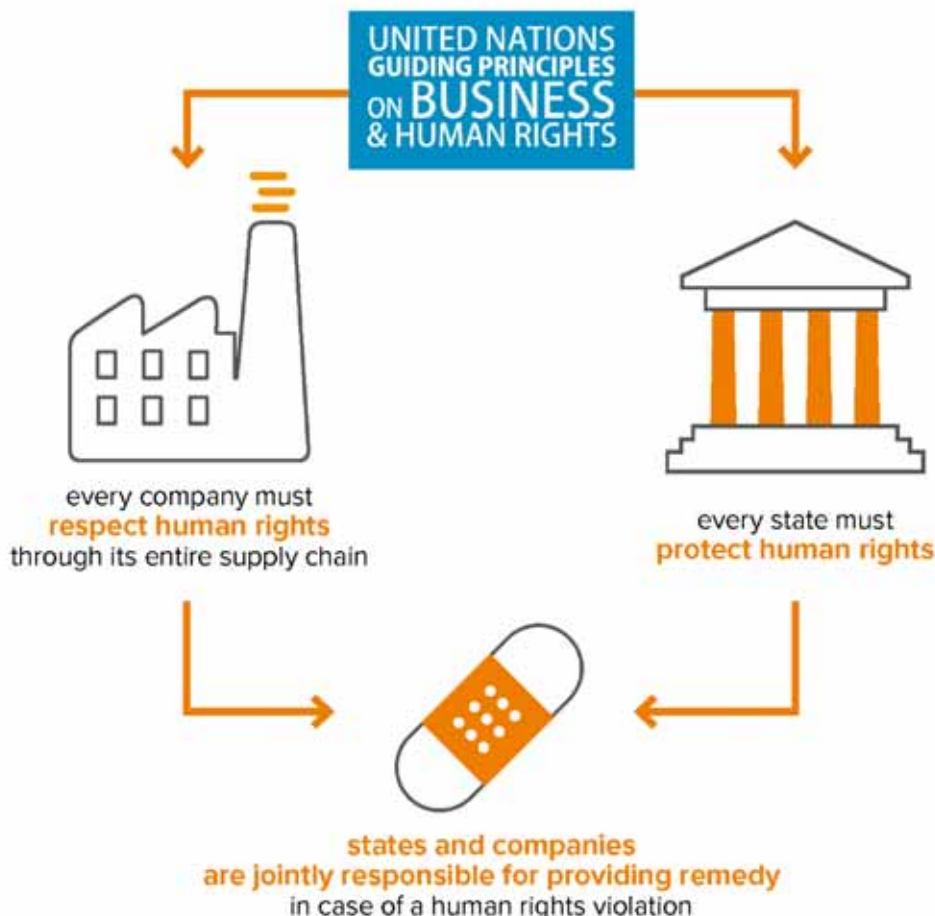 UNITED NATIONS
GUIDING PRINCIPLES
ON BUSINESS
& HUMAN RIGHTS
every company must
respect human rights
through its entire supply chain
every state must
protect human rights
states and companies
are jointly responsible for providing remedy
in case of a human rights violation